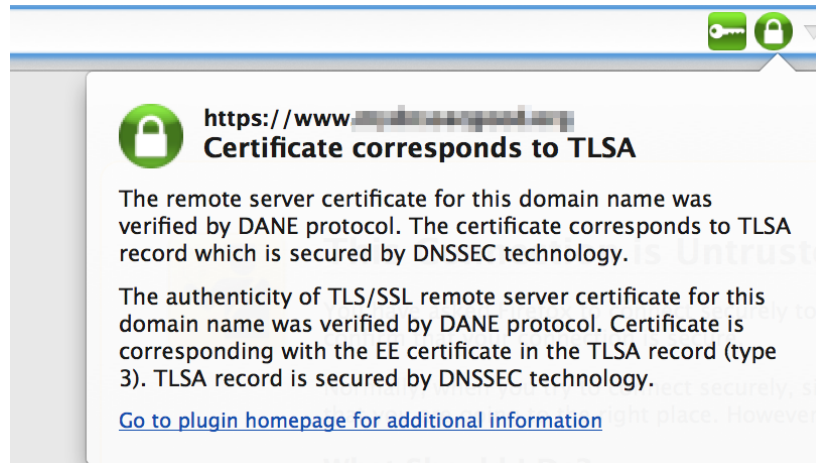 https://www.
Certificate corresponds to TLSA
The remote server certificate for this domain name was
verified by DANE protocol. The certificate corresponds to TLSA
record which is secured by DNSSEC technology.
The authenticity of TLS/SSL remote server certificate for this
domain name was verified by DANE protocol. Certificate is
corresponding with the EE certificate in the TLSA record (type
3). TLSA record is secured by DNSSEC technology.
Go to plugin homepage for additional information